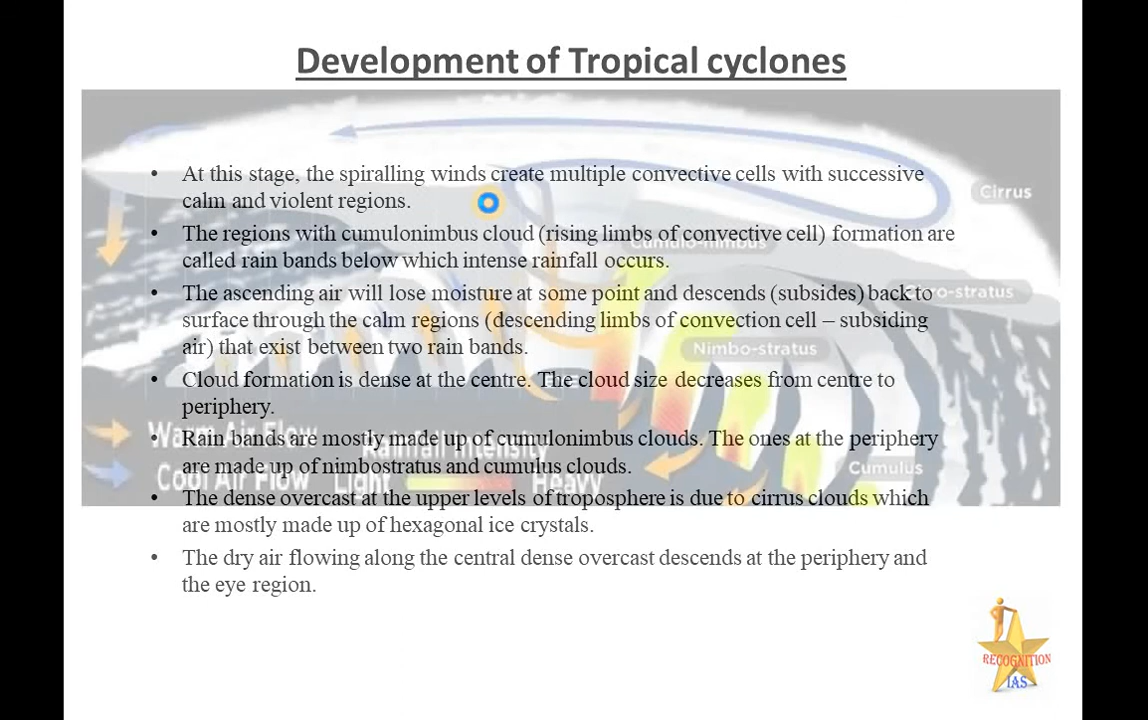 Development of Tropical cyclones
• At this stage, the spiralling winds create multiple convective cells with successive
calm and violent regions.
Cirrus
• The regions with cumulonimbus cloud (rising limbs of convective cell) formation are
Cumulo-nimbus
called rain bands below which intense rainfall occurs.
• The ascending air will lose moisture at some point and descends (subsides) back to
surface through the calm regions (descending limbs of convection cell – subsiding
air) that exist between two rain bands.
Nimbo-stratus
• Cloud formation is dense at the centre. The cloud size decreases from centre to
periphery.
• Rain bands are mostly made up of cumulonimbus clouds. The ones at the periphery
Warm Air Flow
Rainfall Intensity
are made up of nimbostratus and cumulus clouds.
Cumulus
Cool Air Flow
Light
Heavy
• The dense overcast at the upper levels of troposphere is due to cirrus clouds which
are mostly made up of hexagonal ice crystals.
• The dry air flowing along the central dense overcast descends at the periphery and
the eye region.
RECOGNITION
IAS